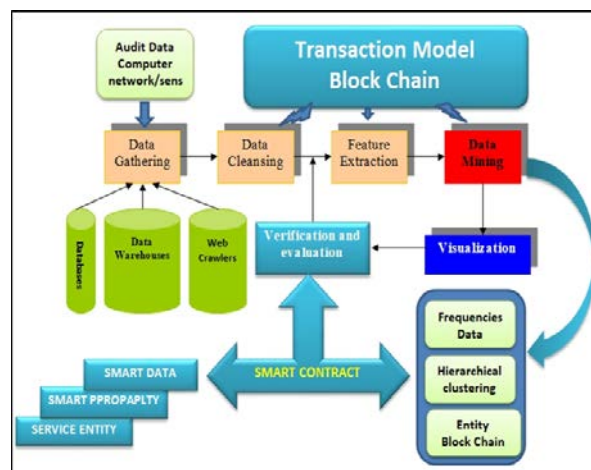 Audit Data
Computer
network/sens
Transaction Model
Block Chain
Data
Gathering
Data
Cleansing
Feature
Extraction
Data
Mining
Databases
Data
Warehouses
Web
Crawlers
Verification and
evaluation
Visualization
Frequencies
Data
Hierarchical
clustering
Entity
Block Chain
SMART DATA
SMART PPROPAPLTY
SERVICE ENTITY
SMART CONTRACT